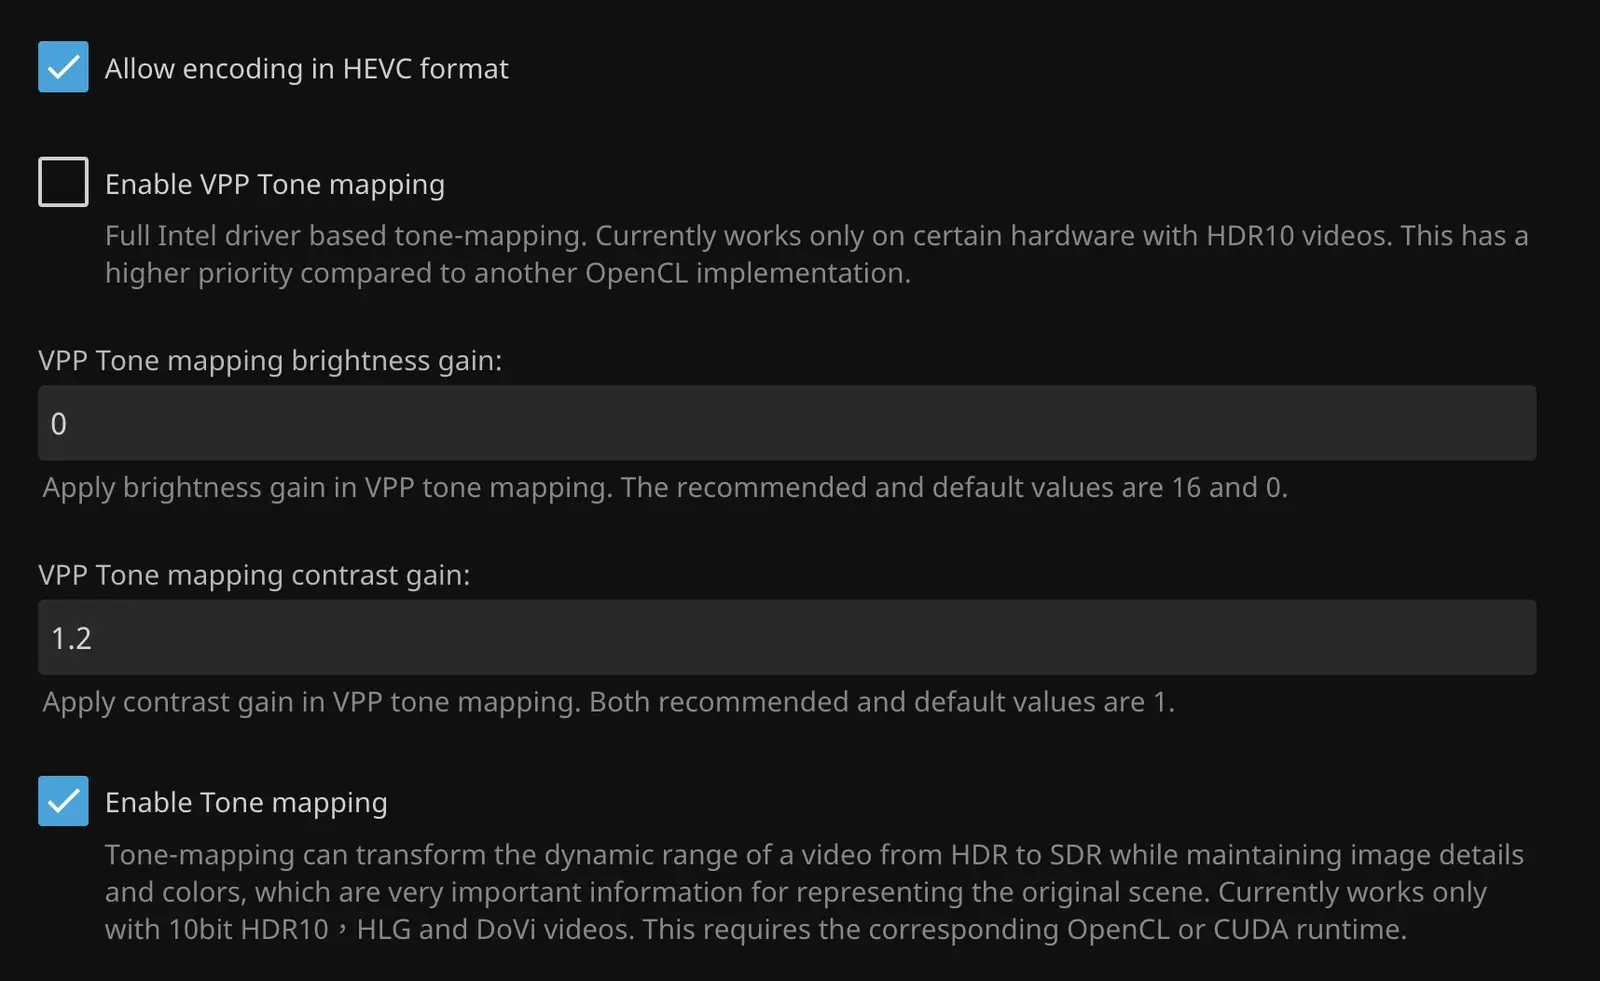 Allow encoding in HEVC format
Enable VPP Tone mapping
Full Intel driver based tone-mapping. Currently works only on certain hardware with HDR10 videos. This has a
higher priority compared to another OpenCL implementation.
VPP Tone mapping brightness gain:
0
Apply brightness gain in VPP tone mapping. The recommended and default values are 16 and 0.
VPP Tone mapping contrast gain:
1.2
Apply contrast gain in VPP tone mapping. Both recommended and default values are 1.
Enable Tone mapping
Tone-mapping can transform the dynamic range of a video from HDR to SDR while maintaining image details
and colors, which are very important information for representing the original scene. Currently works only
with 10bit HDR10,HLG and DoVi videos. This requires the corresponding OpenCL or CUDA runtime.